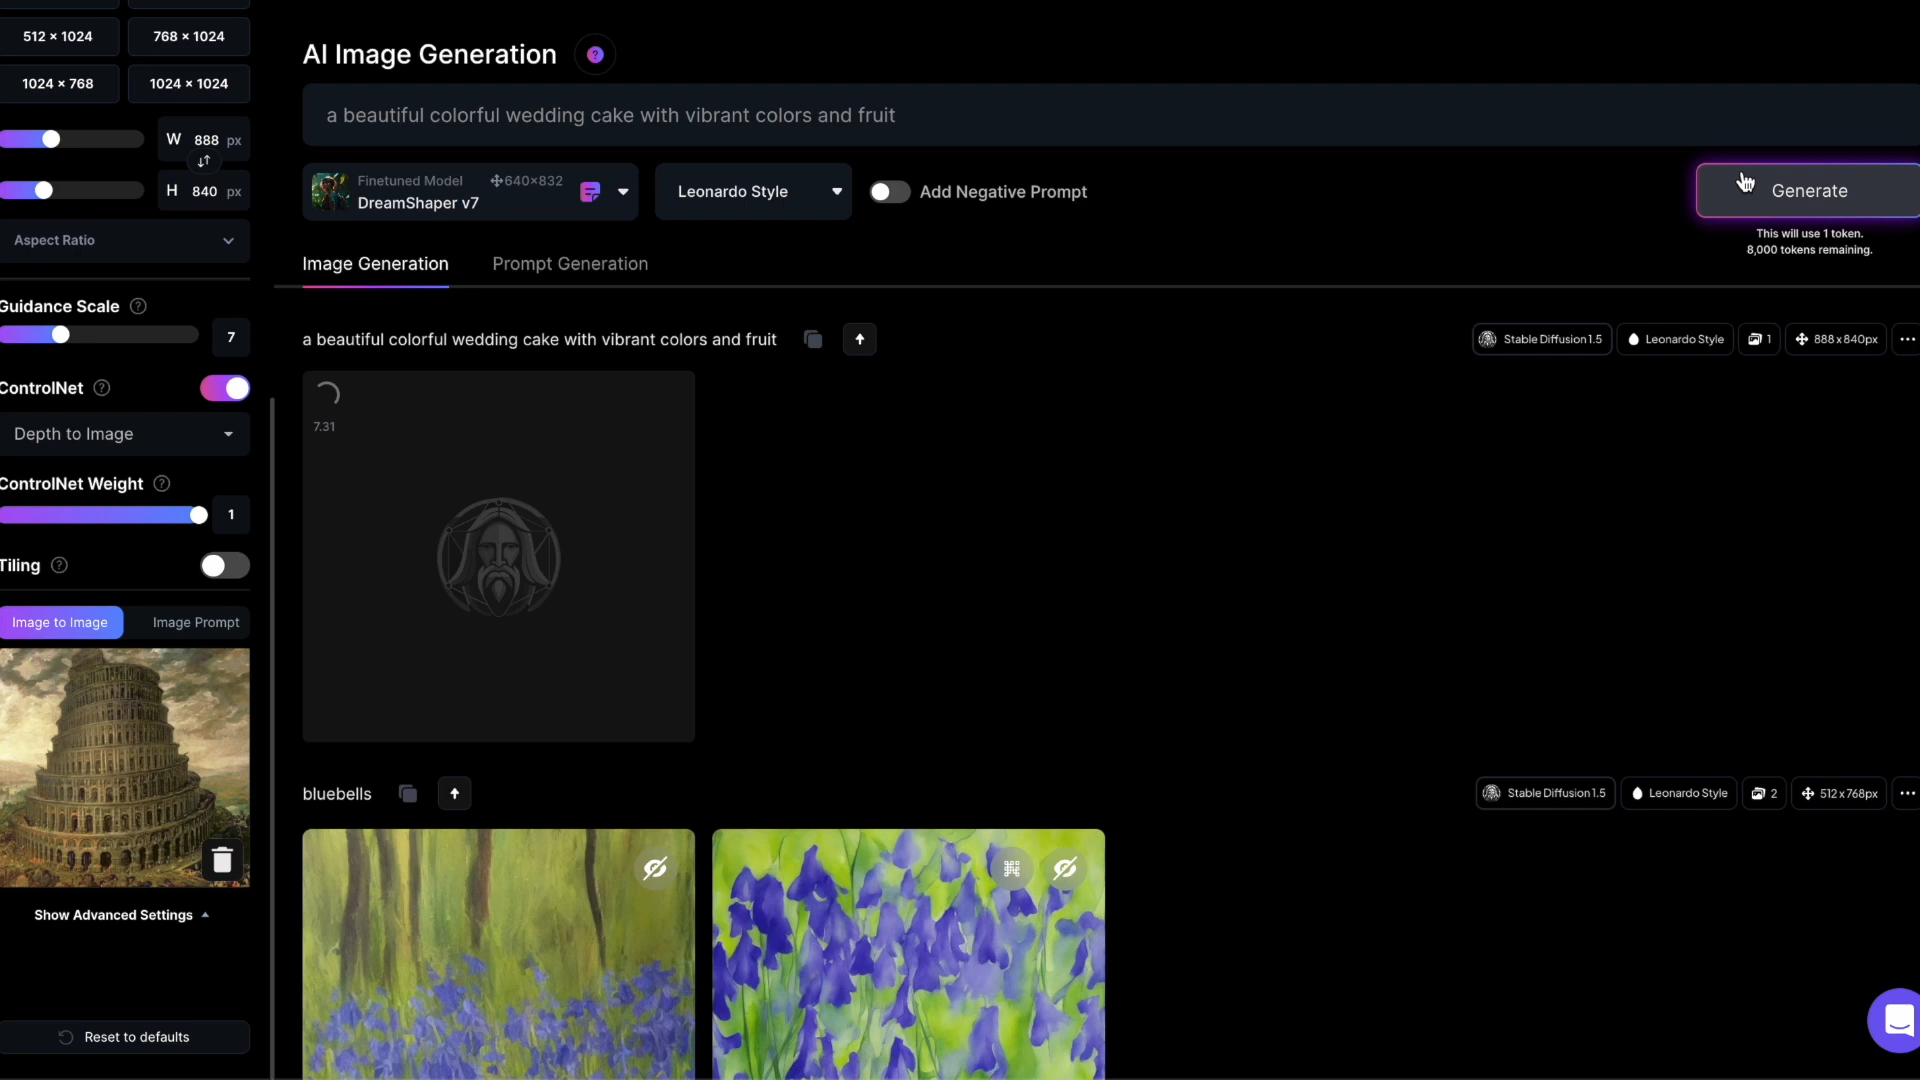 512 × 1024
768 × 1024
1024 × 768
1024 × 1024
W 888 px
H 840 px
Aspect Ratio
Guidance Scale ?
7
ControlNet ?
Depth to Image
ControlNet Weight ?
1
Tiling ?
Image to Image
Image Prompt
Show Advanced Settings
Reset to defaults
AI Image Generation ?
a beautiful colorful wedding cake with vibrant colors and fruit
Finetuned Model 640×832
DreamShaper v7
Leonardo Style
Add Negative Prompt
Generate
This will use 1 token.
8,000 tokens remaining.
Image Generation
Prompt Generation
a beautiful colorful wedding cake with vibrant colors and fruit
Stable Diffusion 1.5
Leonardo Style
1
888 x 840px
7.31
bluebells
Stable Diffusion 1.5
Leonardo Style
2
512 x 768px